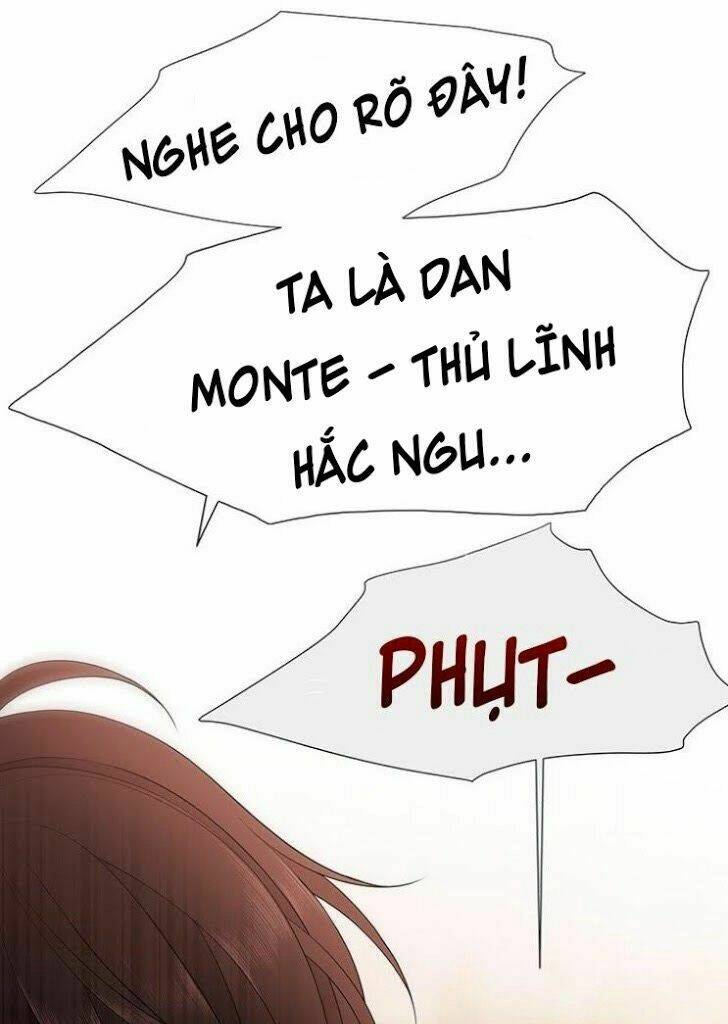 NGHE CHO RÕ ĐÂY!
TA LÀ DAN
MONTE - THỦ LĨNH
HẮC NGU...
PHỤT-